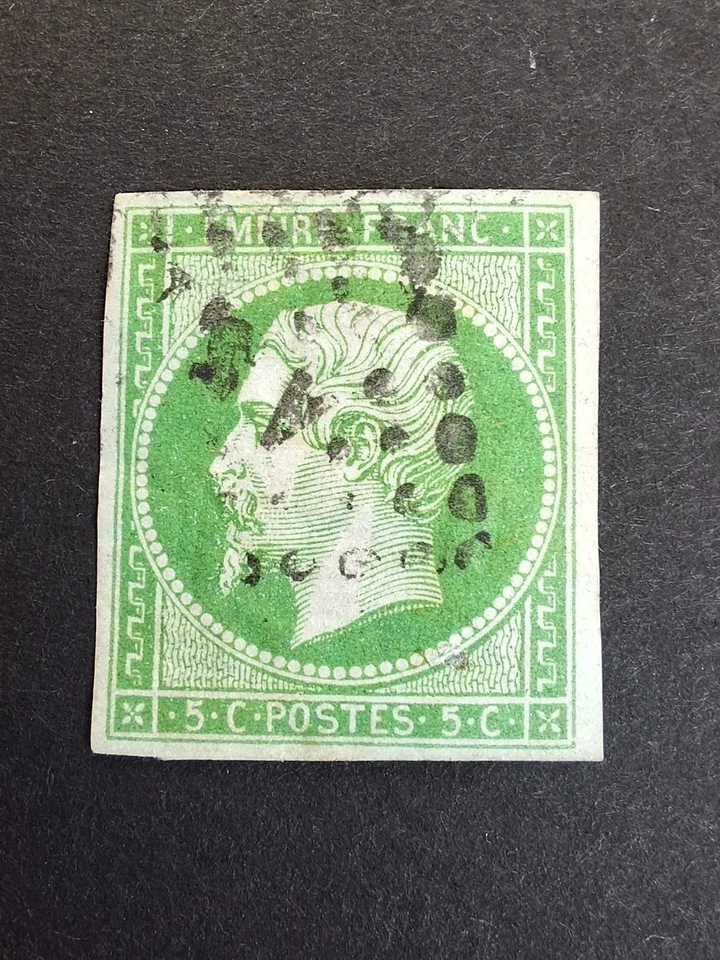 EMPIRE · FRANC ·
· 5 · C · POSTES · 5 · C ·